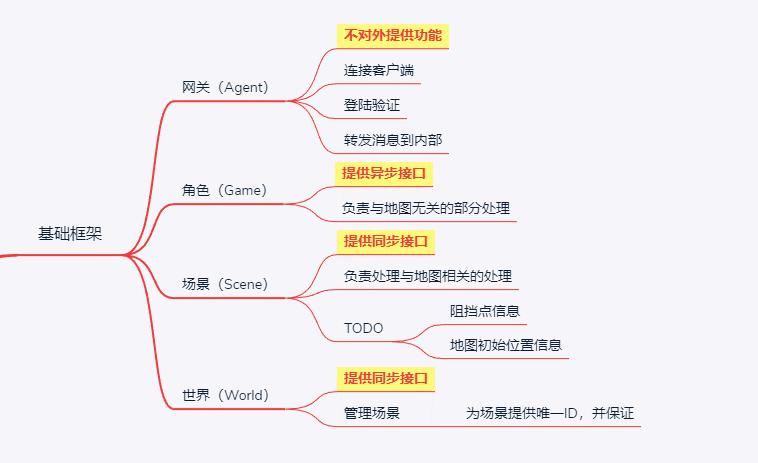 基础框架
网关（Agent）
不对外提供功能
连接客户端
登陆验证
转发消息到内部
角色（Game）
提供异步接口
负责与地图无关的部分处理
场景（Scene）
提供同步接口
负责处理与地图相关的处理
TODO
阻挡点信息
地图初始位置信息
世界（World）
提供同步接口
管理场景
为场景提供唯一ID，并保证